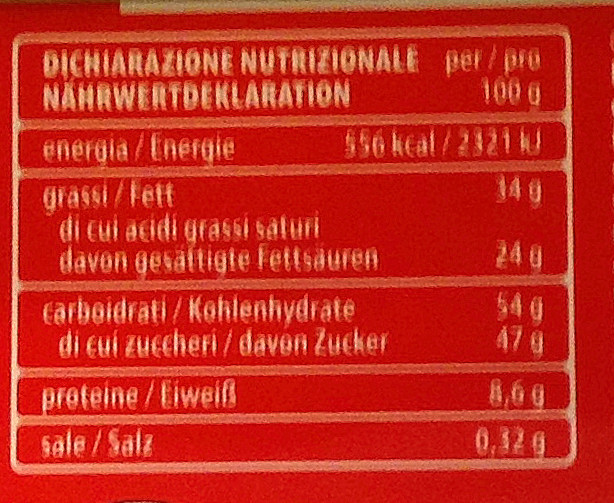 DICHIARAZIONE NUTRIZIONALE per / pro
NÄHRWERTDEKLARATION 100 g
energia / Energie 556 kcal / 2321 kJ
grassi / Fett 34 g
di cui acidi grassi saturi
davon gesättigte Fettsäuren 24 g
carboidrati / Kohlenhydrate 54 g
di cui zuccheri / davon Zucker 47 g
proteine / Eiweiß 8,6 g
sale / Salz 0,32 g